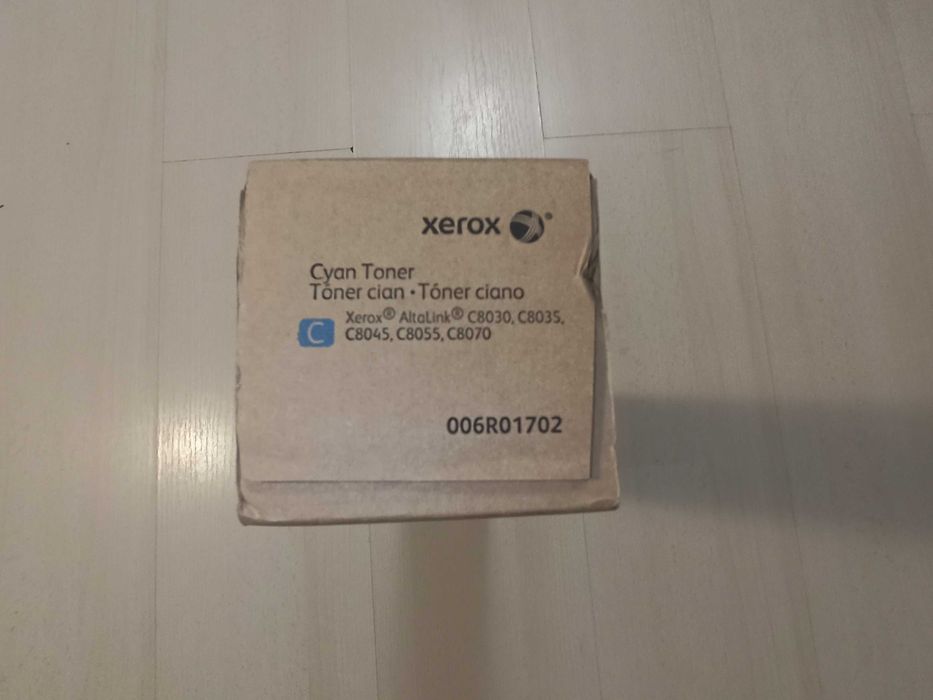 xerox®
Cyan Toner
Tóner cian • Tóner ciano
C
Xerox® AltaLink® C8030, C8035,
C8045, C8055, C8070
006R01702